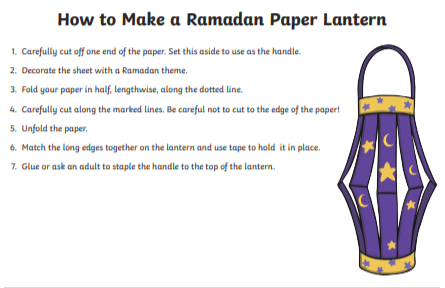 How to Make a Ramadan Paper Lantern
1. Carefully cut off one end of the paper. Set this aside to use as the handle.
2. Decorate the sheet with a Ramadan theme.
3. Fold your paper in half, lengthwise, along the dotted line.
4. Carefully cut along the marked lines. Be careful not to cut to the edge of the paper!
5. Unfold the paper.
6. Match the long edges together on the lantern and use tape to hold it in place.
7. Glue or ask an adult to staple the handle to the top of the lantern.